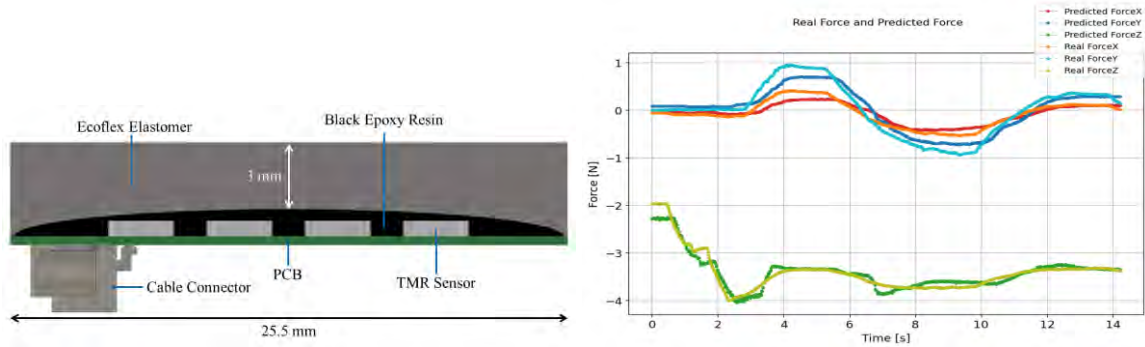 Ecoflex Elastomer
Black Epoxy Resin
3 mm
PCB
Cable Connector
TMR Sensor
25.5 mm
Real Force and Predicted Force
Predicted ForceX
Predicted ForceY
Predicted ForceZ
Real ForceX
Real ForceY
Real ForceZ
Force [N]
1
0
−1
−2
−3
−4
0 2 4 6 8 10 12 14
Time [s]